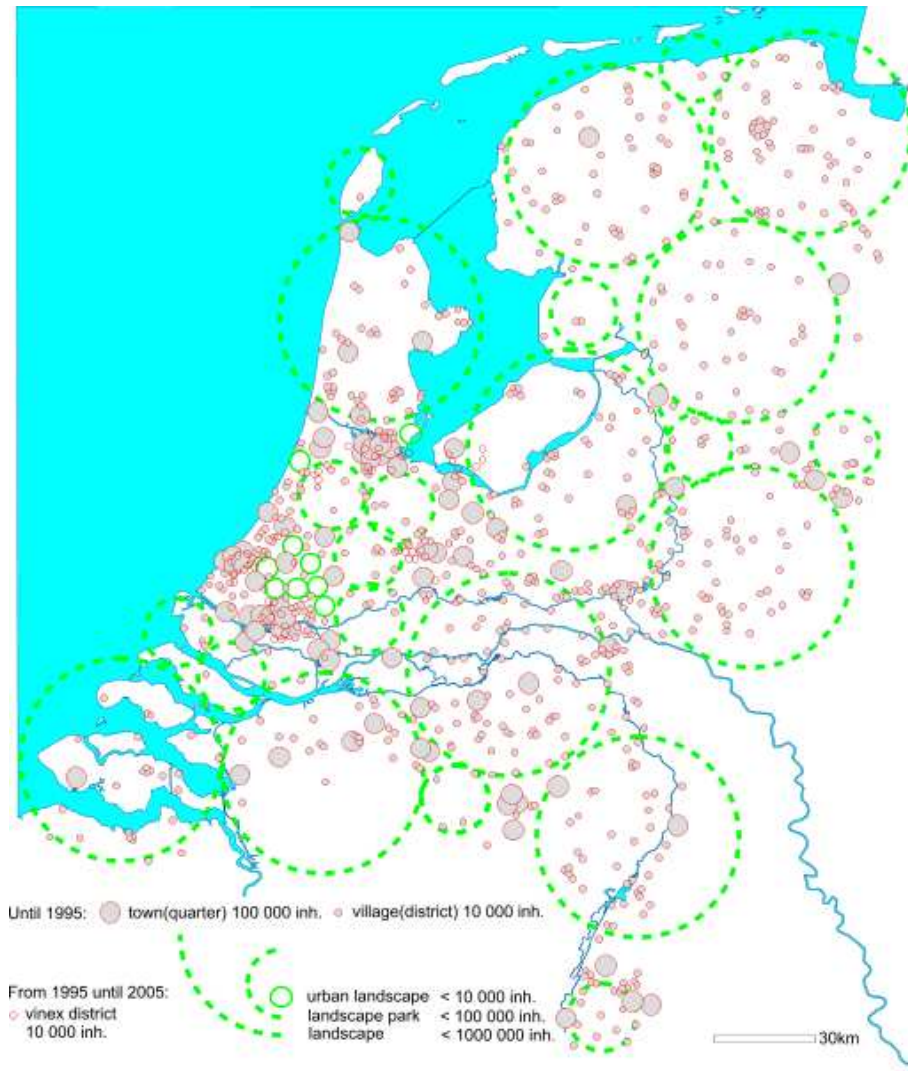 Until 1995: town(quarter) 100 000 inh. village(district) 10 000 inh.
From 1995 until 2005:
vinex district
10 000 inh.
urban landscape < 10 000 inh.
landscape park < 100 000 inh.
landscape < 1000 000 inh.
30km